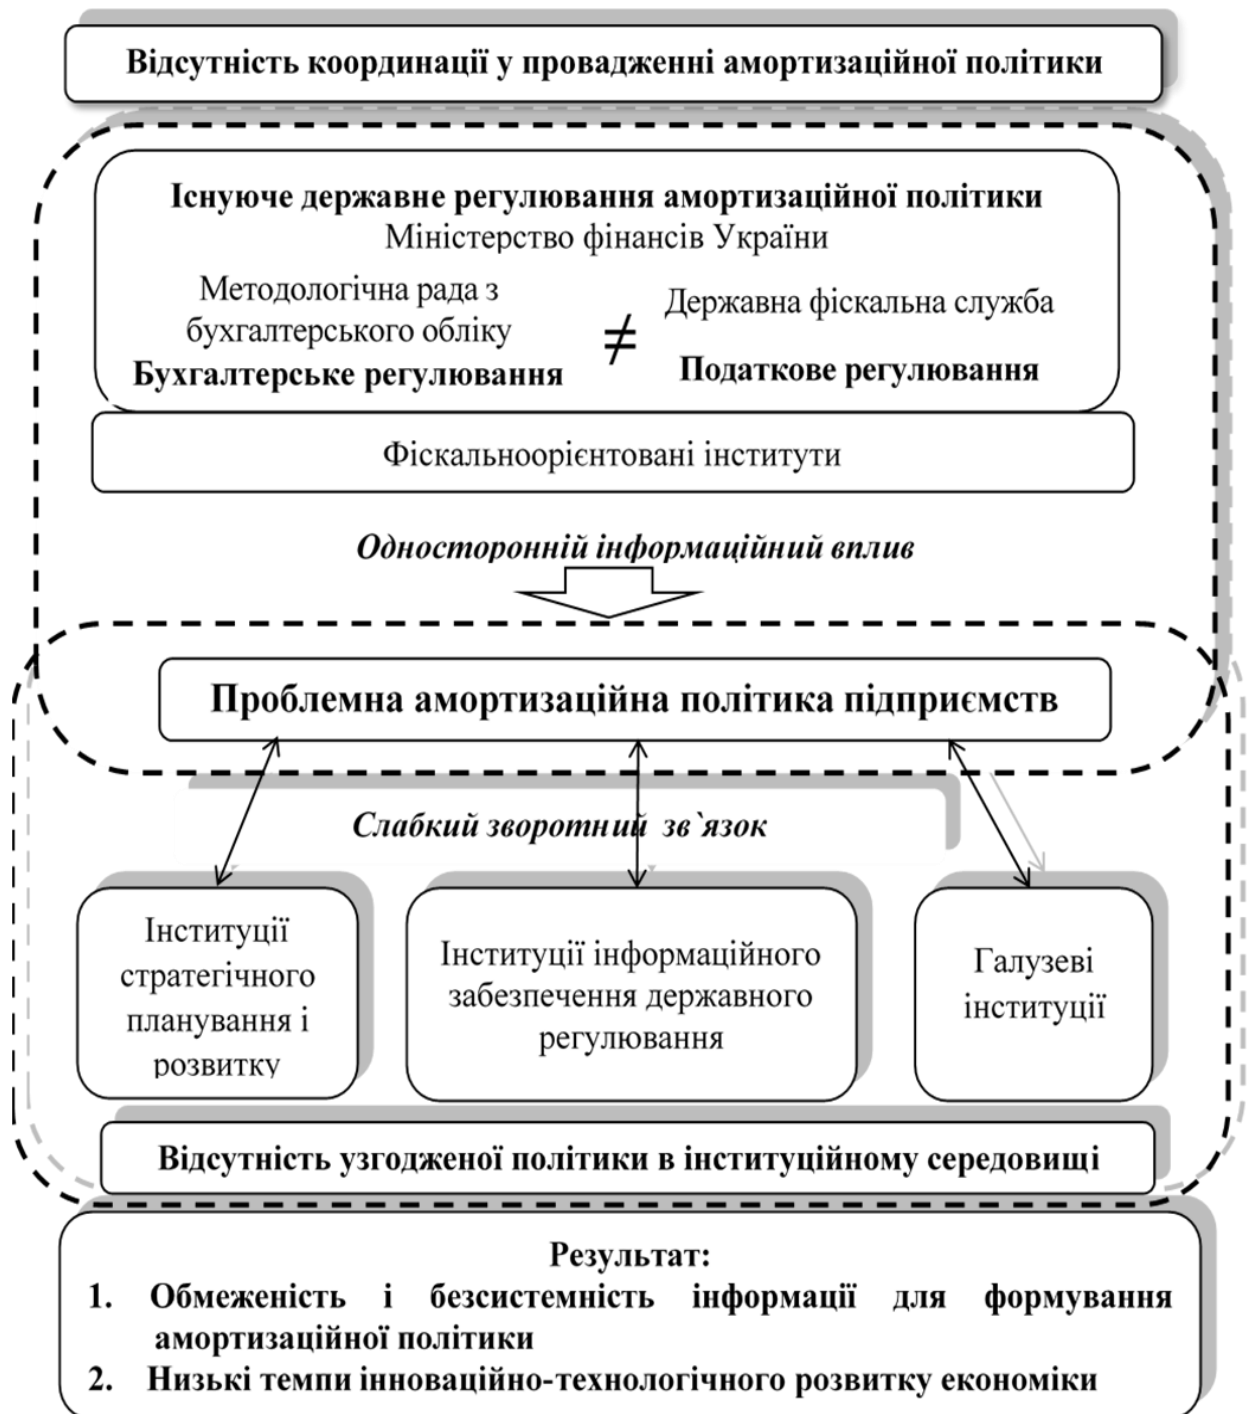 Відсутність координації у провадженні амортизаційної політики
Існуюче державне регулювання амортизаційної політики
Міністерство фінансів України
Методологічна рада з
бухгалтерського обліку
Бухгалтерське регулювання
≠
Державна фіскальна служба
Податкове регулювання
Фіскальноорієнтовані інститути
Односторонній інформаційний вплив
Проблемна амортизаційна політика підприємств
Слабкий зворотний зв`язок
Інституції
стратегічного
планування і
розвитку
Інституції інформаційного
забезпечення державного
регулювання
Галузеві
інституції
Відсутність узгодженої політики в інституційному середовищі
Результат:
1. Обмеженість і безсистемність інформації для формування
амортизаційної політики
2. Низькі темпи інноваційно-технологічного розвитку економіки